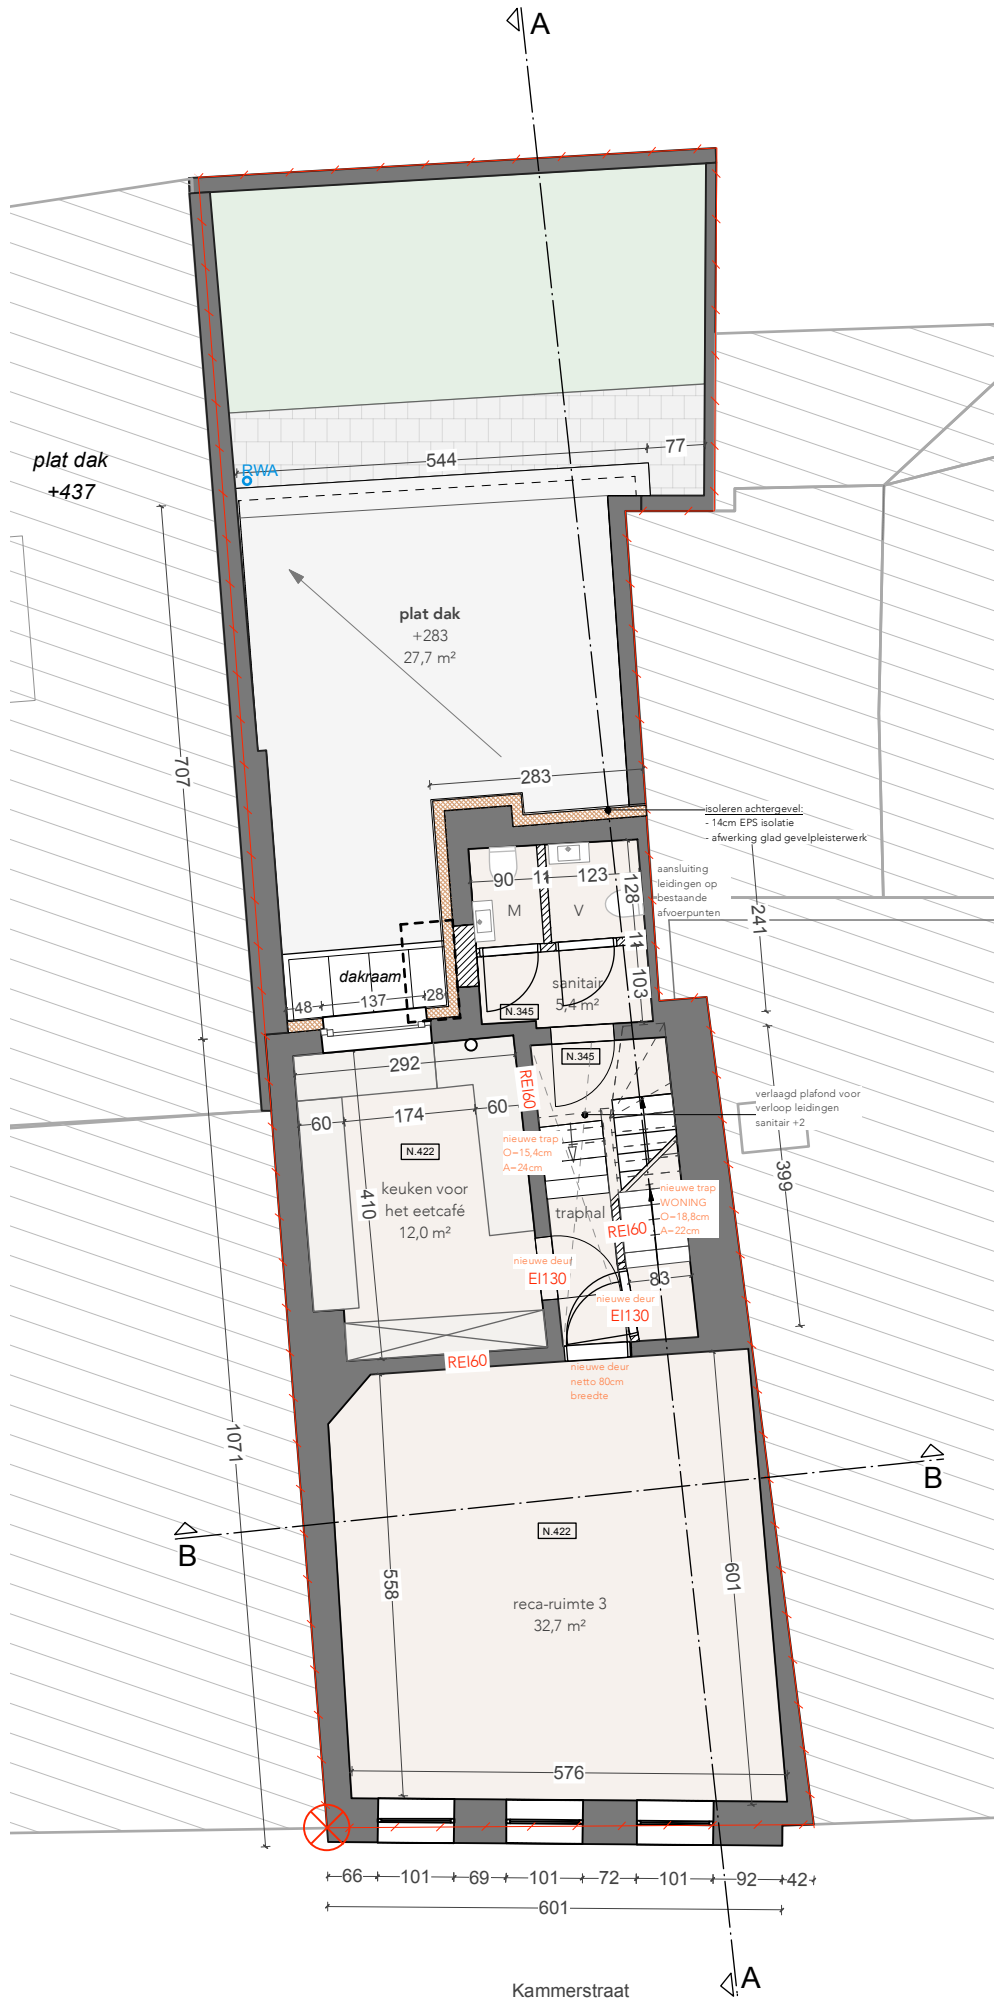 A
plat dak
+437
RWA
544
77
plat dak
+283
27,7 m²
707
283
isoleren achtergevel:
- 14cm EPS isolatie
- afwerking glad gevelpleisterwerk
aansluiting
leidingen op
bestaande
afvoerpunten
90
11
123
128
M
V
241
11
sanitair
5,4 m²
103
dakraam
48
137
28
N.345
N.345
292
REI60
60
174
60
verlaagd plafond voor
verloop leidingen
sanitair +2
N.422
nieuwe trap
O=15,4cm
A=24cm
399
keuken voor
het eetcafé
12,0 m²
410
nieuwe trap
WONING
O=18,8cm
A=22cm
traphal
REI60
nieuwe deur
EI130
83
nieuwe deur
EI130
REI60
nieuwe deur
netto 80cm
breedte
1071
B
B
N.422
558
601
reca-ruimte 3
32,7 m²
576
66
101
69
101
72
101
92
42
601
Kammerstraat
A